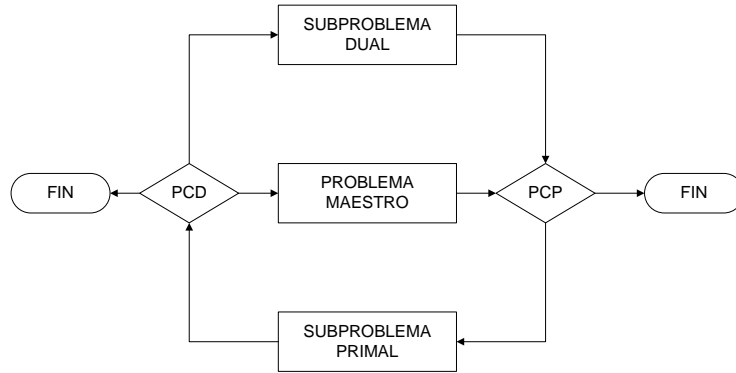 SUBPROBLEMA
DUAL
FIN
PCD
PROBLEMA
MAESTRO
PCP
FIN
SUBPROBLEMA
PRIMAL